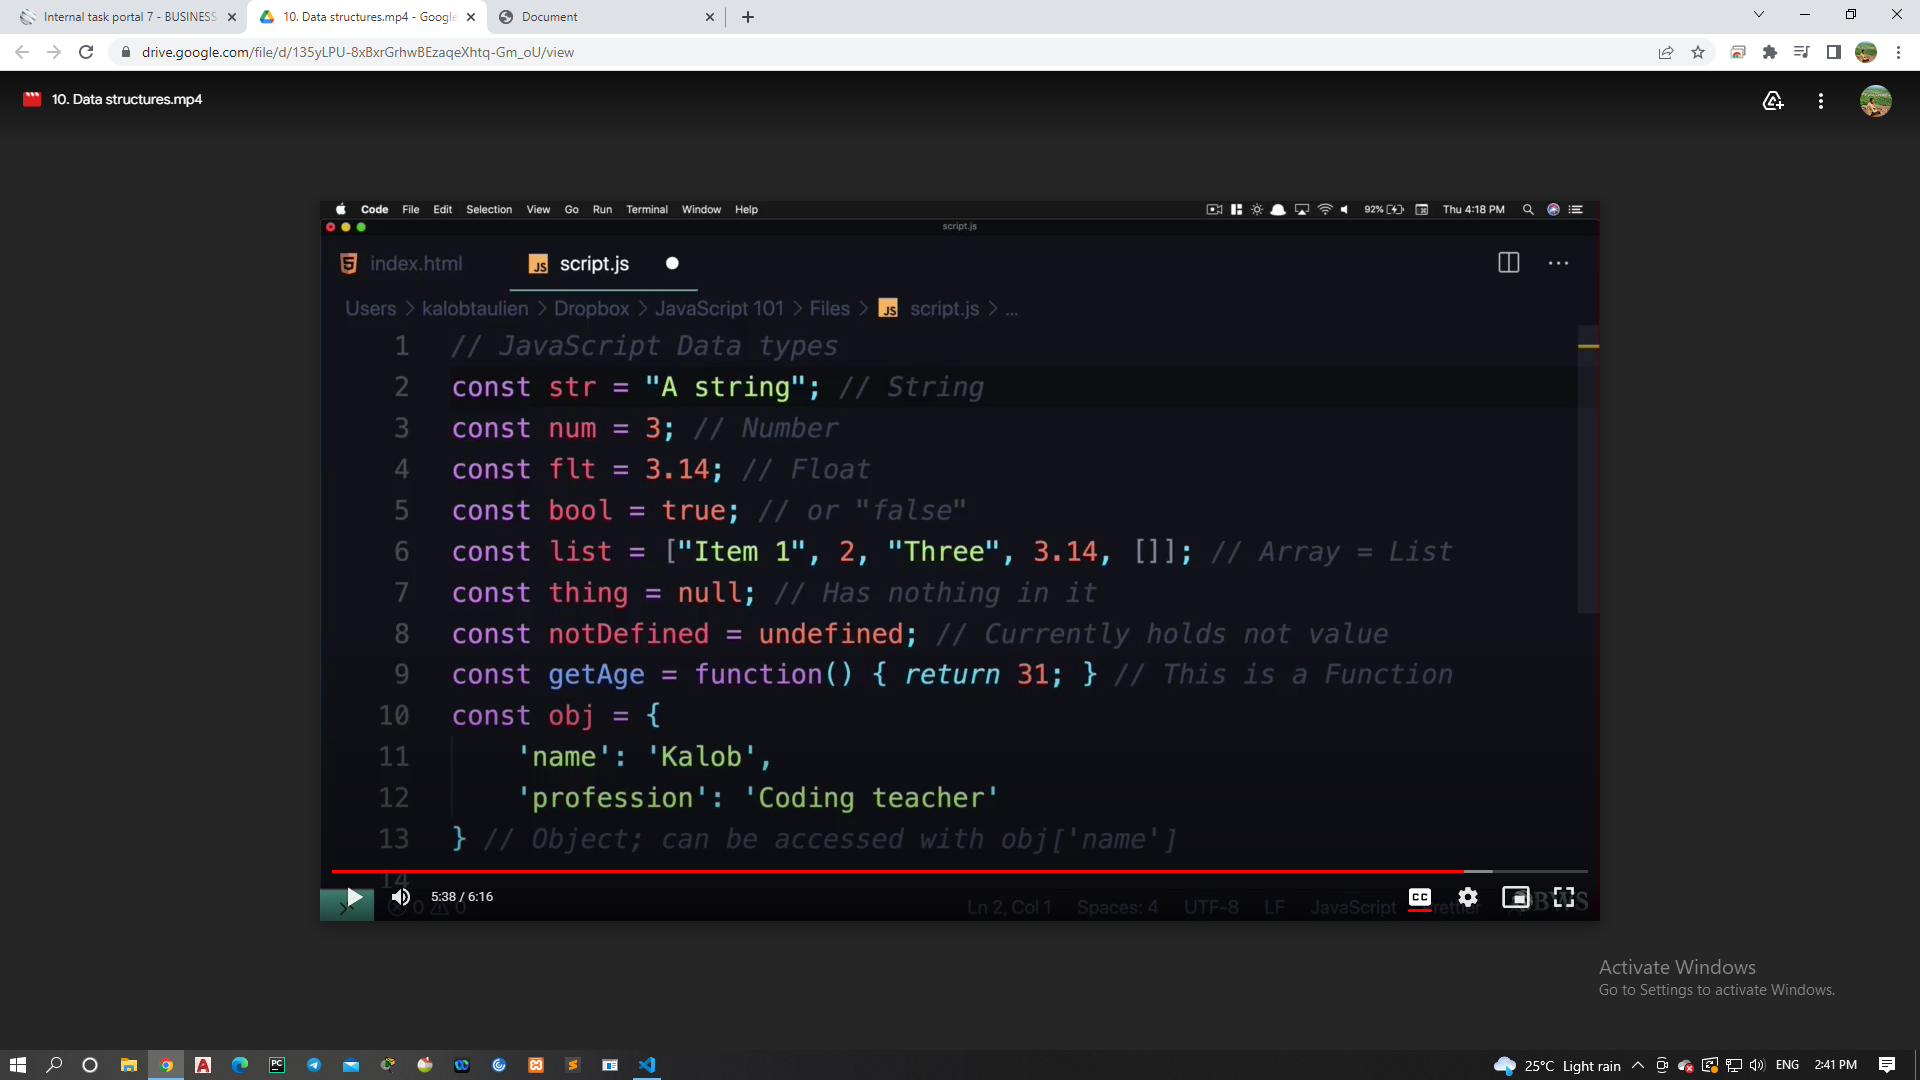 Internal task portal 7 - BUSINESS
10. Data structures.mp4 - Google
Document
drive.google.com/file/d/135yLPU-8xBxrGrhwBEzaqeXhtq-Gm_oU/view
10. Data structures.mp4
Code File Edit Selection View Go Run Terminal Window Help
92% Thu 4:18 PM
script.js
index.html
JS script.js
Users > kalobtaulien > Dropbox > JavaScript 101 > Files > JS script.js > ...
1 // JavaScript Data types
2 const str = "A string"; // String
3 const num = 3; // Number
4 const flt = 3.14; // Float
5 const bool = true; // or "false"
6 const list = ["Item 1", 2, "Three", 3.14, []]; // Array = List
7 const thing = null; // Has nothing in it
8 const notDefined = undefined; // Currently holds not value
9 const getAge = function() { return 31; } // This is a Function
10 const obj = {
11 'name': 'Kalob',
12 'profession': 'Coding teacher'
13 } // Object; can be accessed with obj['name']
14
5:38 / 6:16
CC
0 0
Ln 2, Col 1 Spaces: 4 UTF-8 LF JavaScript
Activate Windows
Go to Settings to activate Windows.
25°C Light rain
ENG
2:41 PM